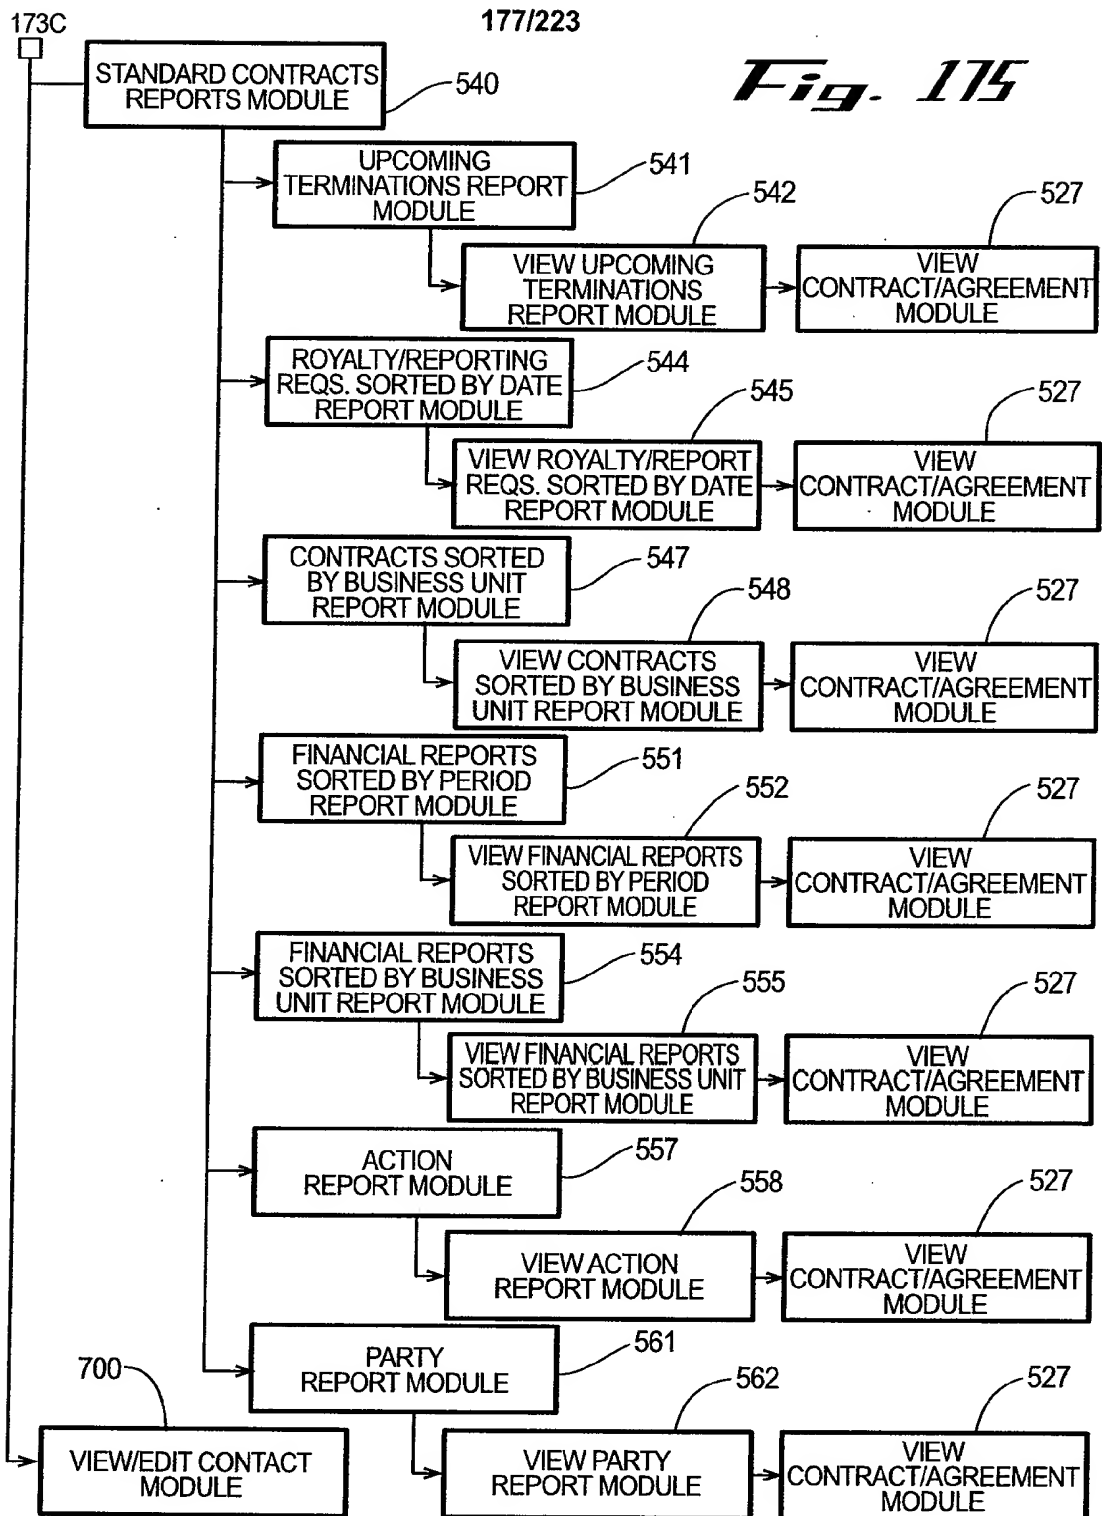 173C
177/223
Fig. 175
STANDARD CONTRACTS
REPORTS MODULE
540
UPCOMING
TERMINATIONS REPORT
MODULE
541
VIEW UPCOMING
TERMINATIONS
REPORT MODULE
542
VIEW
CONTRACT/AGREEMENT
MODULE
527
ROYALTY/REPORTING
REQS. SORTED BY DATE
REPORT MODULE
544
VIEW ROYALTY/REPORT
REQS. SORTED BY DATE
REPORT MODULE
545
VIEW
CONTRACT/AGREEMENT
MODULE
527
CONTRACTS SORTED
BY BUSINESS UNIT
REPORT MODULE
547
VIEW CONTRACTS
SORTED BY BUSINESS
UNIT REPORT MODULE
548
VIEW
CONTRACT/AGREEMENT
MODULE
527
FINANCIAL REPORTS
SORTED BY PERIOD
REPORT MODULE
551
VIEW FINANCIAL REPORTS
SORTED BY PERIOD
REPORT MODULE
552
VIEW
CONTRACT/AGREEMENT
MODULE
527
FINANCIAL REPORTS
SORTED BY BUSINESS
UNIT REPORT MODULE
554
VIEW FINANCIAL REPORTS
SORTED BY BUSINESS UNIT
REPORT MODULE
555
VIEW
CONTRACT/AGREEMENT
MODULE
527
ACTION
REPORT MODULE
557
VIEW ACTION
REPORT MODULE
558
VIEW
CONTRACT/AGREEMENT
MODULE
527
PARTY
REPORT MODULE
561
VIEW PARTY
REPORT MODULE
562
VIEW
CONTRACT/AGREEMENT
MODULE
527
700
VIEW/EDIT CONTACT
MODULE